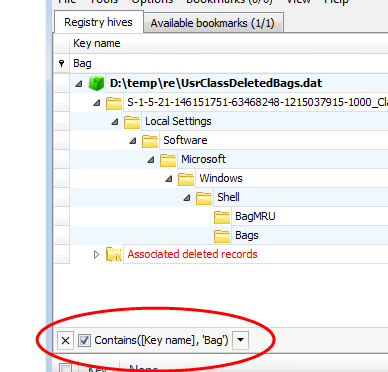 File Tools Options Bookmarks (0/0) View Help
Registry hives Available bookmarks (1/1)
Key name
Bag
D:\temp\re\UsrClassDeletedBags.dat
S-1-5-21-146151751-63468248-1215037915-1000_Cla
Local Settings
Software
Microsoft
Windows
Shell
BagMRU
Bags
Associated deleted records
Contains([Key name], 'Bag')
Key None